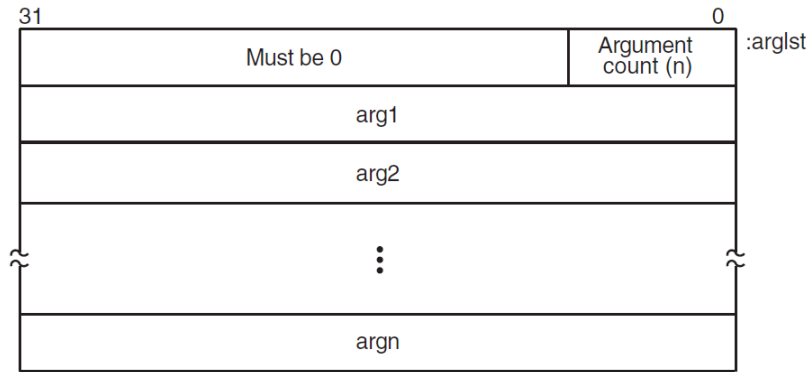 31 0
Must be 0
Argument
count (n)
:arglst
arg1
arg2
argn